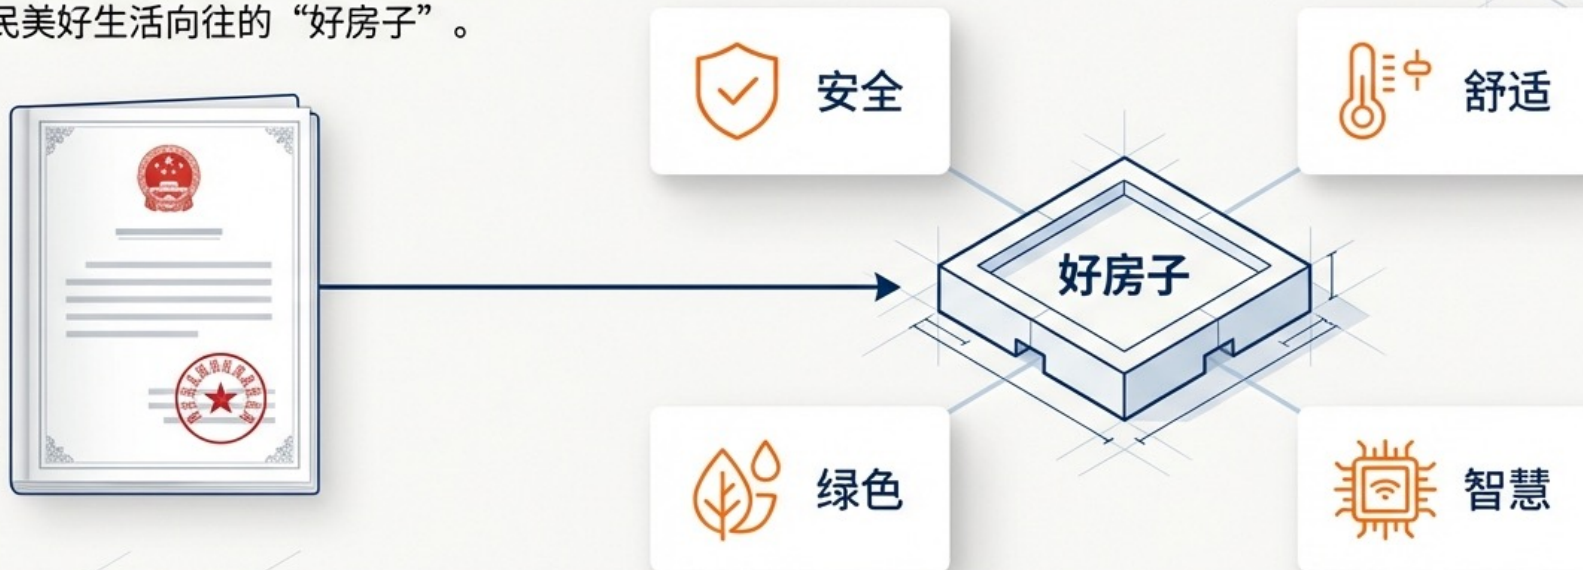 民美好生活向往的“好房子”。
安全
舒适
好房子
绿色
智慧